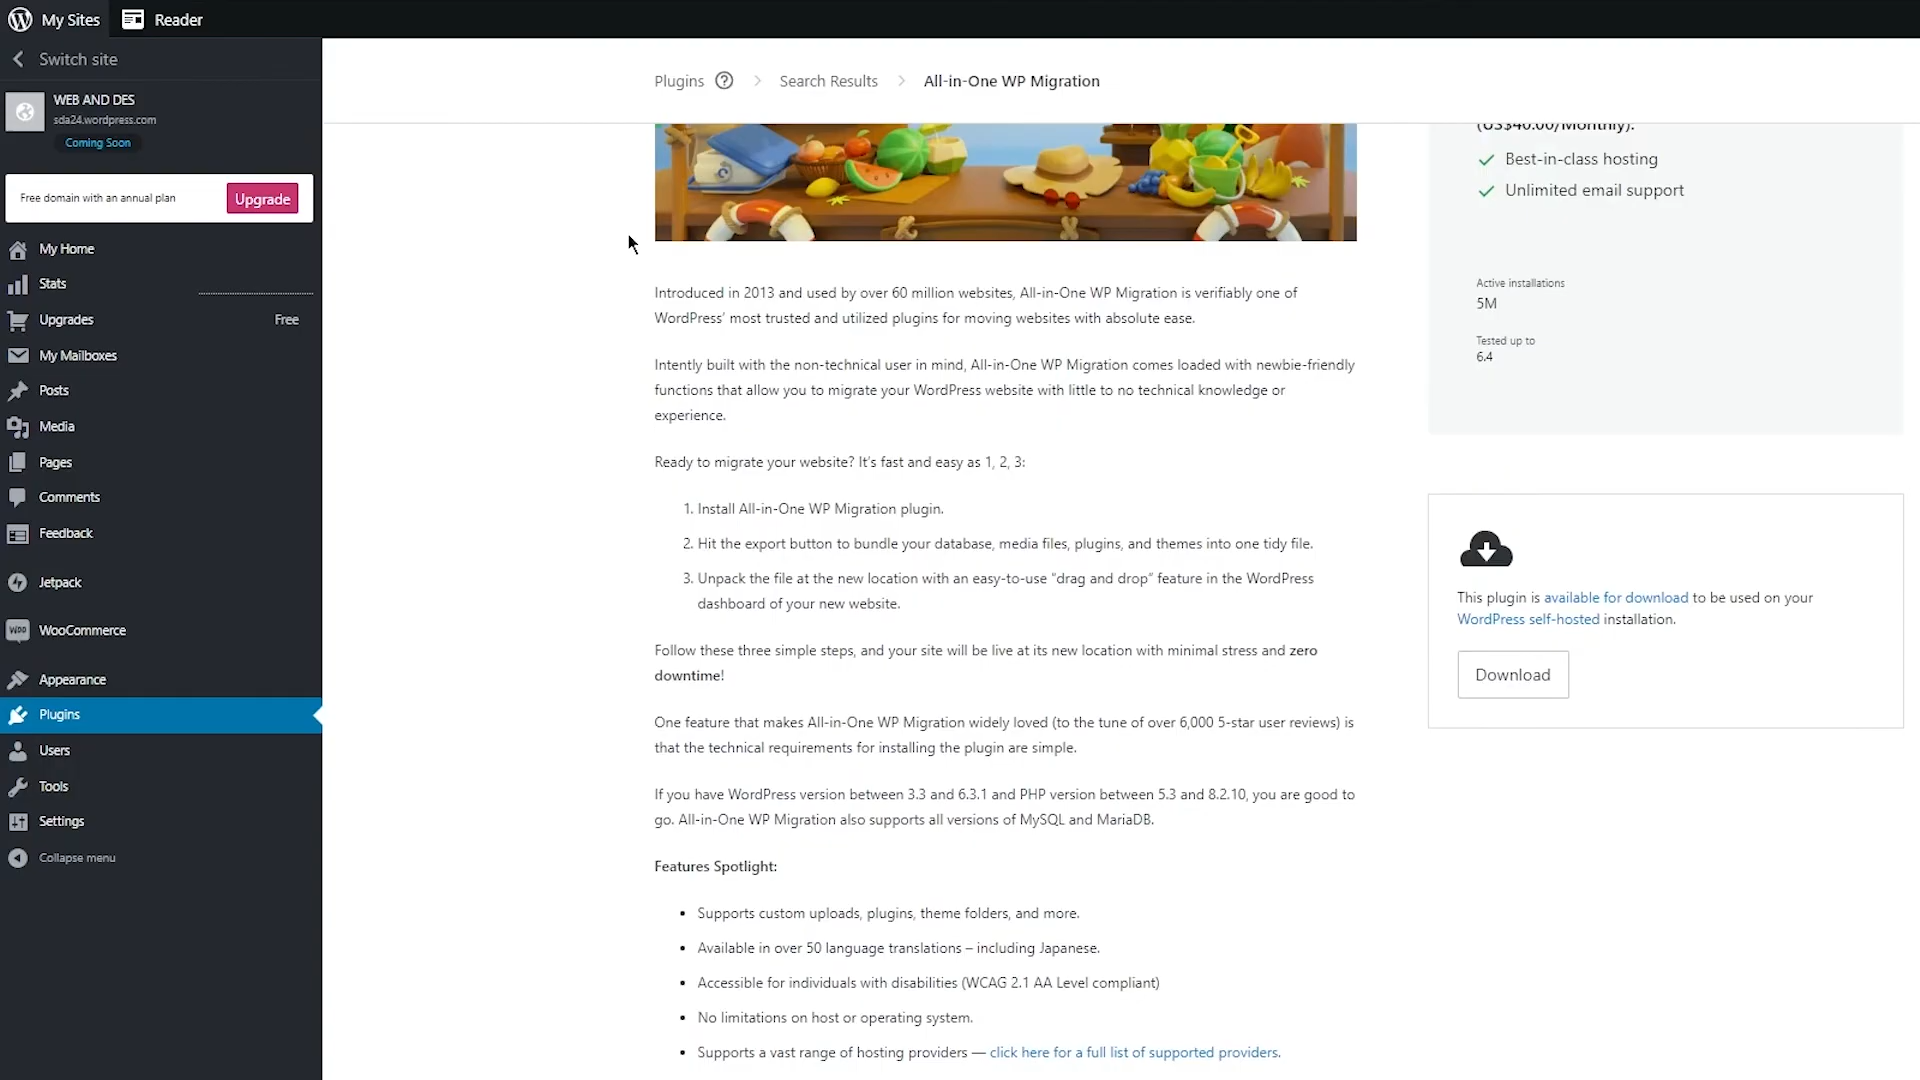 My Sites
Reader
Switch site
WEB AND DES
sda24.wordpress.com
Coming Soon
Free domain with an annual plan
Upgrade
My Home
Stats
Upgrades
Free
My Mailboxes
Posts
Media
Pages
Comments
Feedback
Jetpack
WooCommerce
Appearance
Plugins
Users
Tools
Settings
Collapse menu
Plugins ? > Search Results > All-in-One WP Migration
Introduced in 2013 and used by over 60 million websites, All-in-One WP Migration is verifiably one of
WordPress’ most trusted and utilized plugins for moving websites with absolute ease.
Intently built with the non-technical user in mind, All-in-One WP Migration comes loaded with newbie-friendly
functions that allow you to migrate your WordPress website with little to no technical knowledge or
experience.
Ready to migrate your website? It’s fast and easy as 1, 2, 3:
1. Install All-in-One WP Migration plugin.
2. Hit the export button to bundle your database, media files, plugins, and themes into one tidy file.
3. Unpack the file at the new location with an easy-to-use “drag and drop” feature in the WordPress
dashboard of your new website.
Follow these three simple steps, and your site will be live at its new location with minimal stress and zero
downtime!
One feature that makes All-in-One WP Migration widely loved (to the tune of over 6,000 5-star user reviews) is
that the technical requirements for installing the plugin are simple.
If you have WordPress version between 3.3 and 6.3.1 and PHP version between 5.3 and 8.2.10, you are good to
go. All-in-One WP Migration also supports all versions of MySQL and MariaDB.
Features Spotlight:
• Supports custom uploads, plugins, theme folders, and more.
• Available in over 50 language translations – including Japanese.
• Accessible for individuals with disabilities (WCAG 2.1 AA Level compliant)
• No limitations on host or operating system.
• Supports a vast range of hosting providers — click here for a full list of supported providers.
(US$40.00/Monthly):
Best-in-class hosting
Unlimited email support
Active installations
5M
Tested up to
6.4
This plugin is available for download to be used on your
WordPress self-hosted installation.
Download